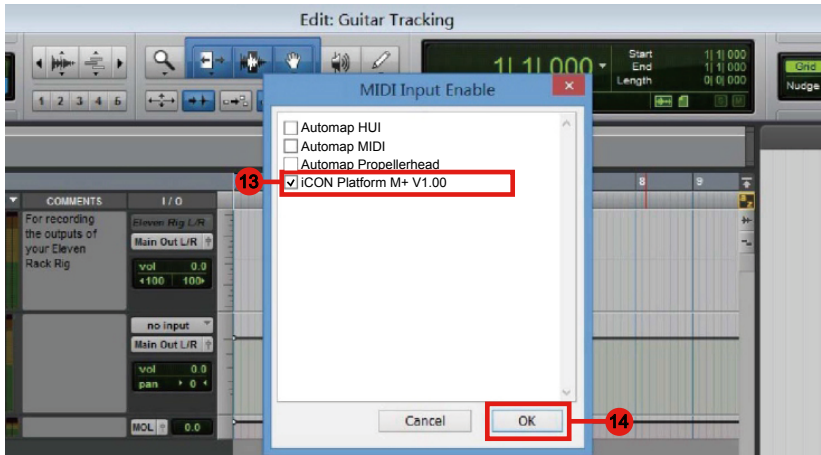 Edit: Guitar Tracking
1| 1| 000
Start 1| 1| 000
End 1| 1| 000
Length 0| 0| 000
Grid
Nudge
1 2 3 4 5
MIDI Input Enable
Automap HUI
Automap MIDI
Automap Propellerhead
13
iCON Platform M+ V1.00
8 9
COMMENTS I / O
For recording
the outputs of
your Eleven
Rack Rig
Eleven Rig L/R
Main Out L/R
vol 0.0
100 100
no input
Main Out L/R
vol 0.0
pan 0
MOL 0.0
Cancel OK
14